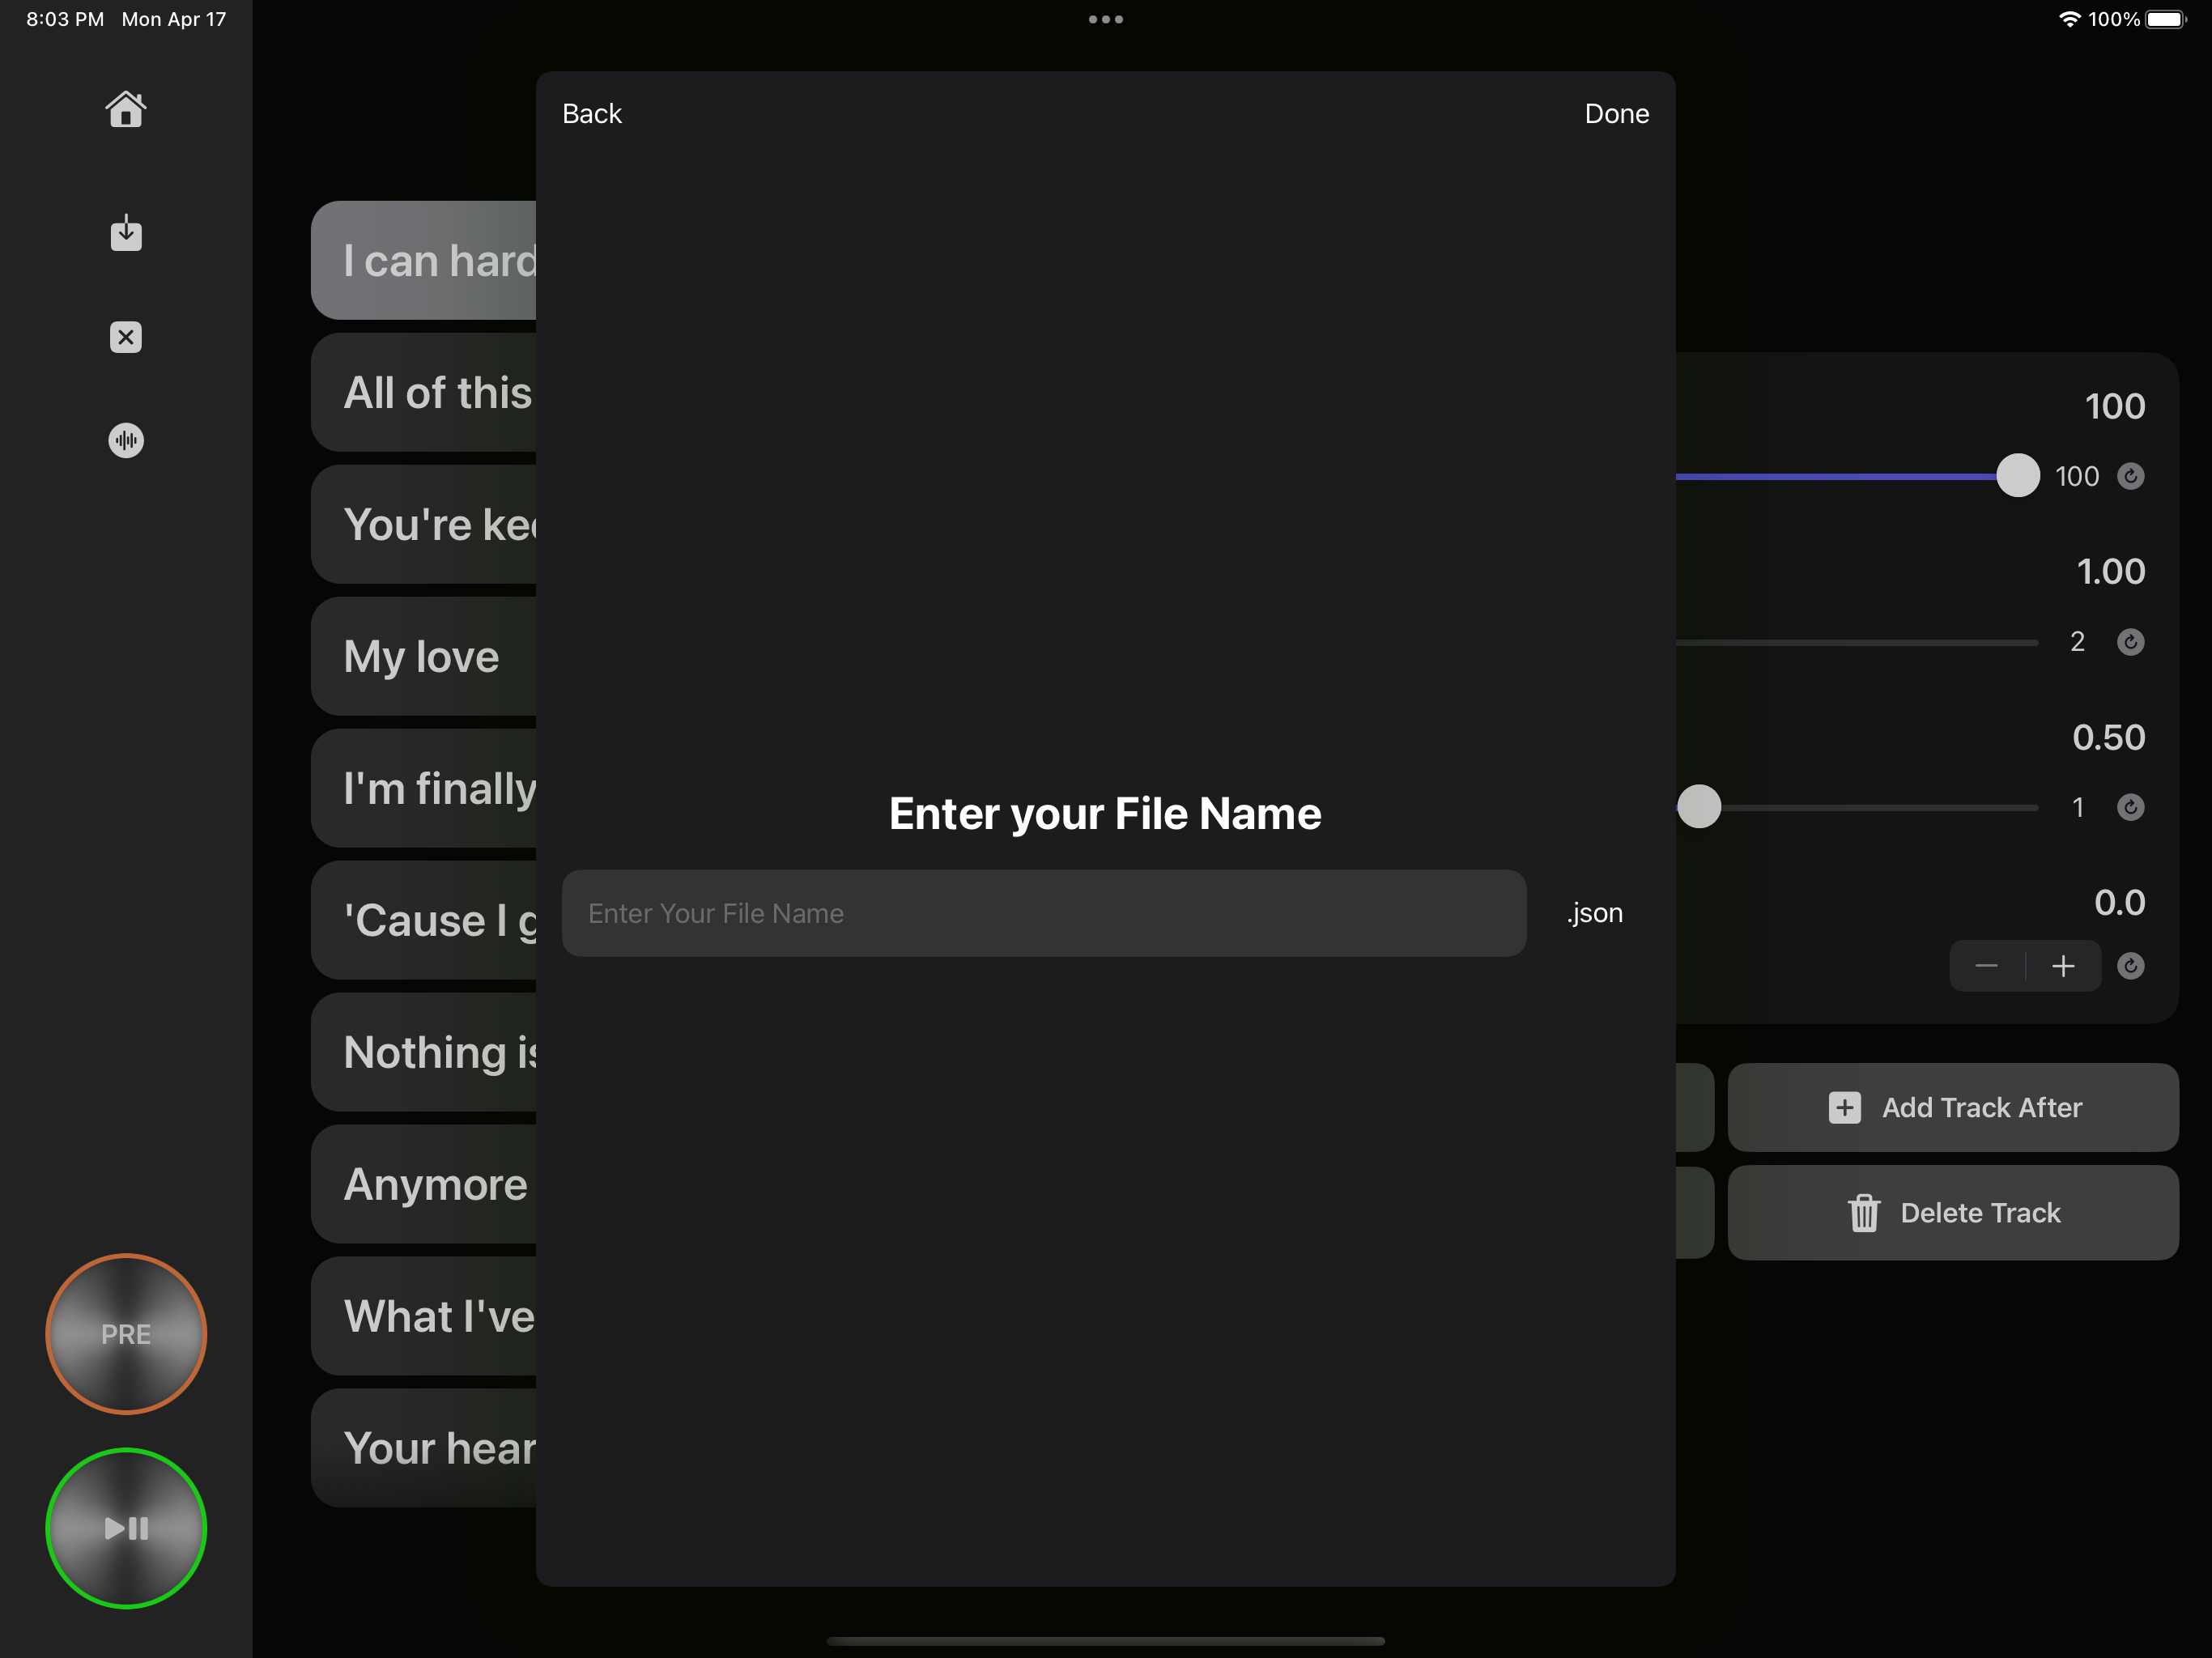 8:03 PM Mon Apr 17
100%
Back
Done
I can hard
All of this
You're
My love
I'm finally
'Cause I
Nothing
Anymore
What I've
Your hear
Enter your File Name
Enter Your File Name
.json
100
100
1.00
2
0.50
1
0.0
Add Track After
Delete Track
PRE